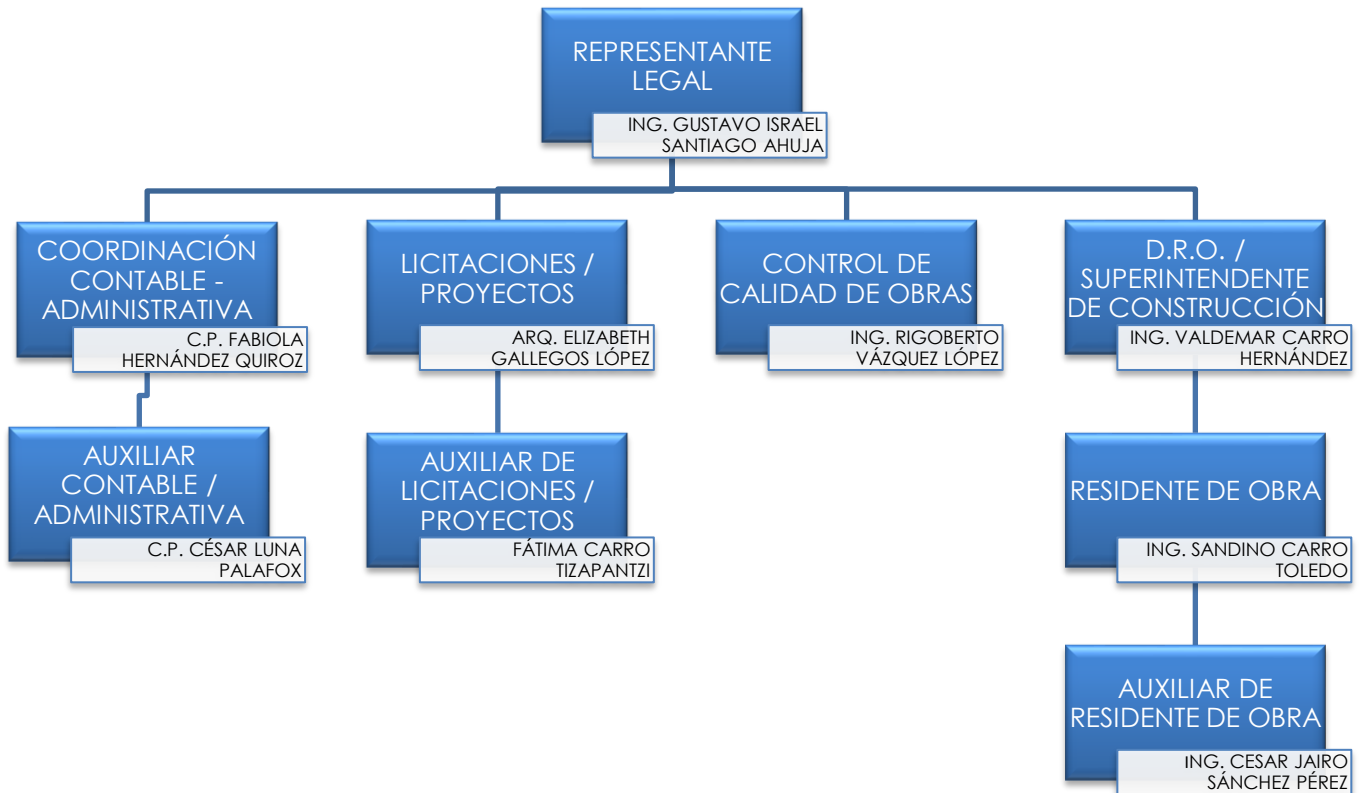 REPRESENTANTE
LEGAL
ING. GUSTAVO ISRAEL
SANTIAGO AHUJA
COORDINACIÓN
CONTABLE -
ADMINISTRATIVA
C.P. FABIOLA
HERNÁNDEZ QUIROZ
LICITACIONES /
PROYECTOS
ARQ. ELIZABETH
GALLEGOS LÓPEZ
CONTROL DE
CALIDAD DE OBRAS
ING. RIGOBERTO
VÁZQUEZ LÓPEZ
D.R.O. /
SUPERINTENDENTE
DE CONSTRUCCIÓN
ING. VALDEMAR CARRO
HERNÁNDEZ
AUXILIAR
CONTABLE /
ADMINISTRATIVA
C.P. CÉSAR LUNA
PALAFOX
AUXILIAR DE
LICITACIONES /
PROYECTOS
FÁTIMA CARRO
TIZAPANTZI
RESIDENTE DE OBRA
ING. SANDINO CARRO
TOLEDO
AUXILIAR DE
RESIDENTE DE OBRA
ING. CESAR JAIRO
SÁNCHEZ PÉREZ